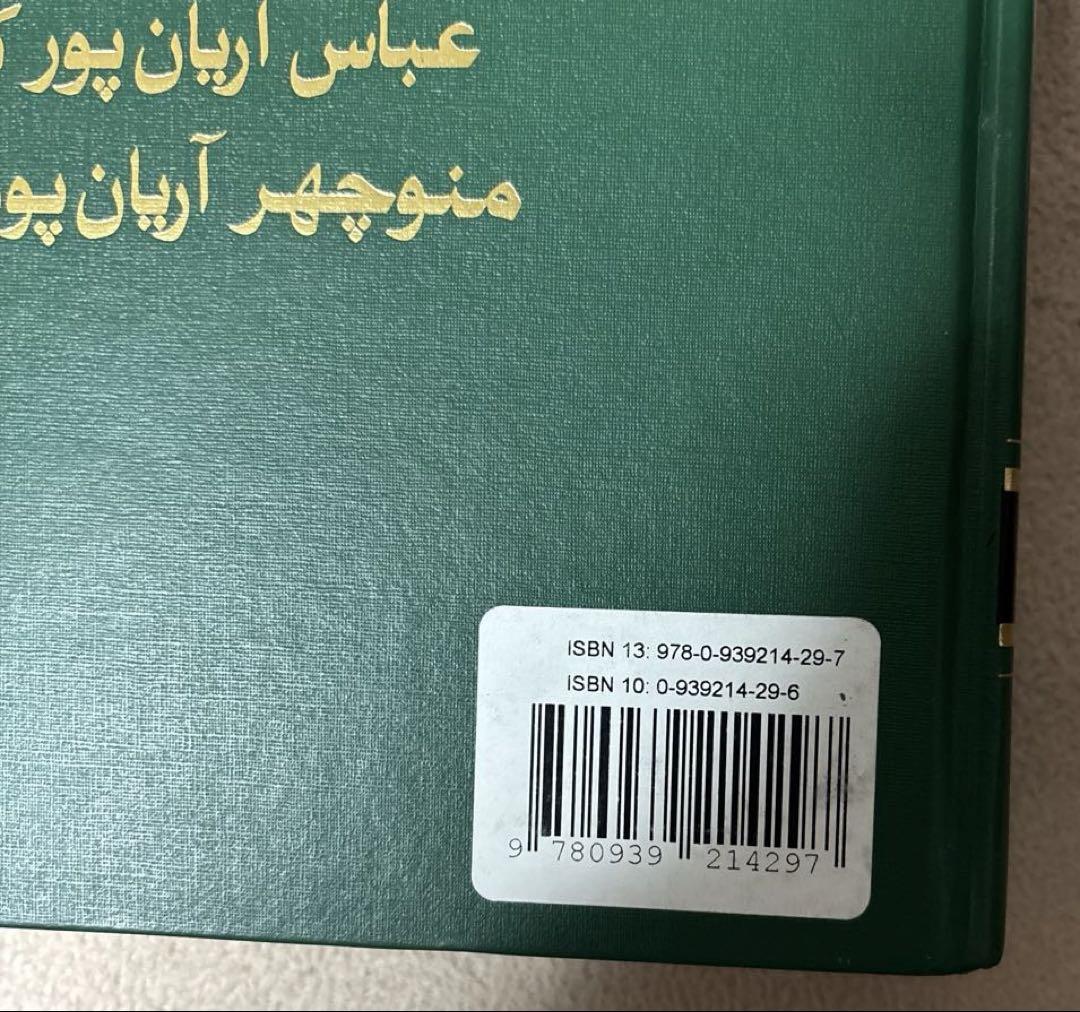 عباس آریان پور
منوچهر آریان پور
ISBN 13: 978-0-939214-29-7
ISBN 10: 0-939214-29-6
9 780939 214297